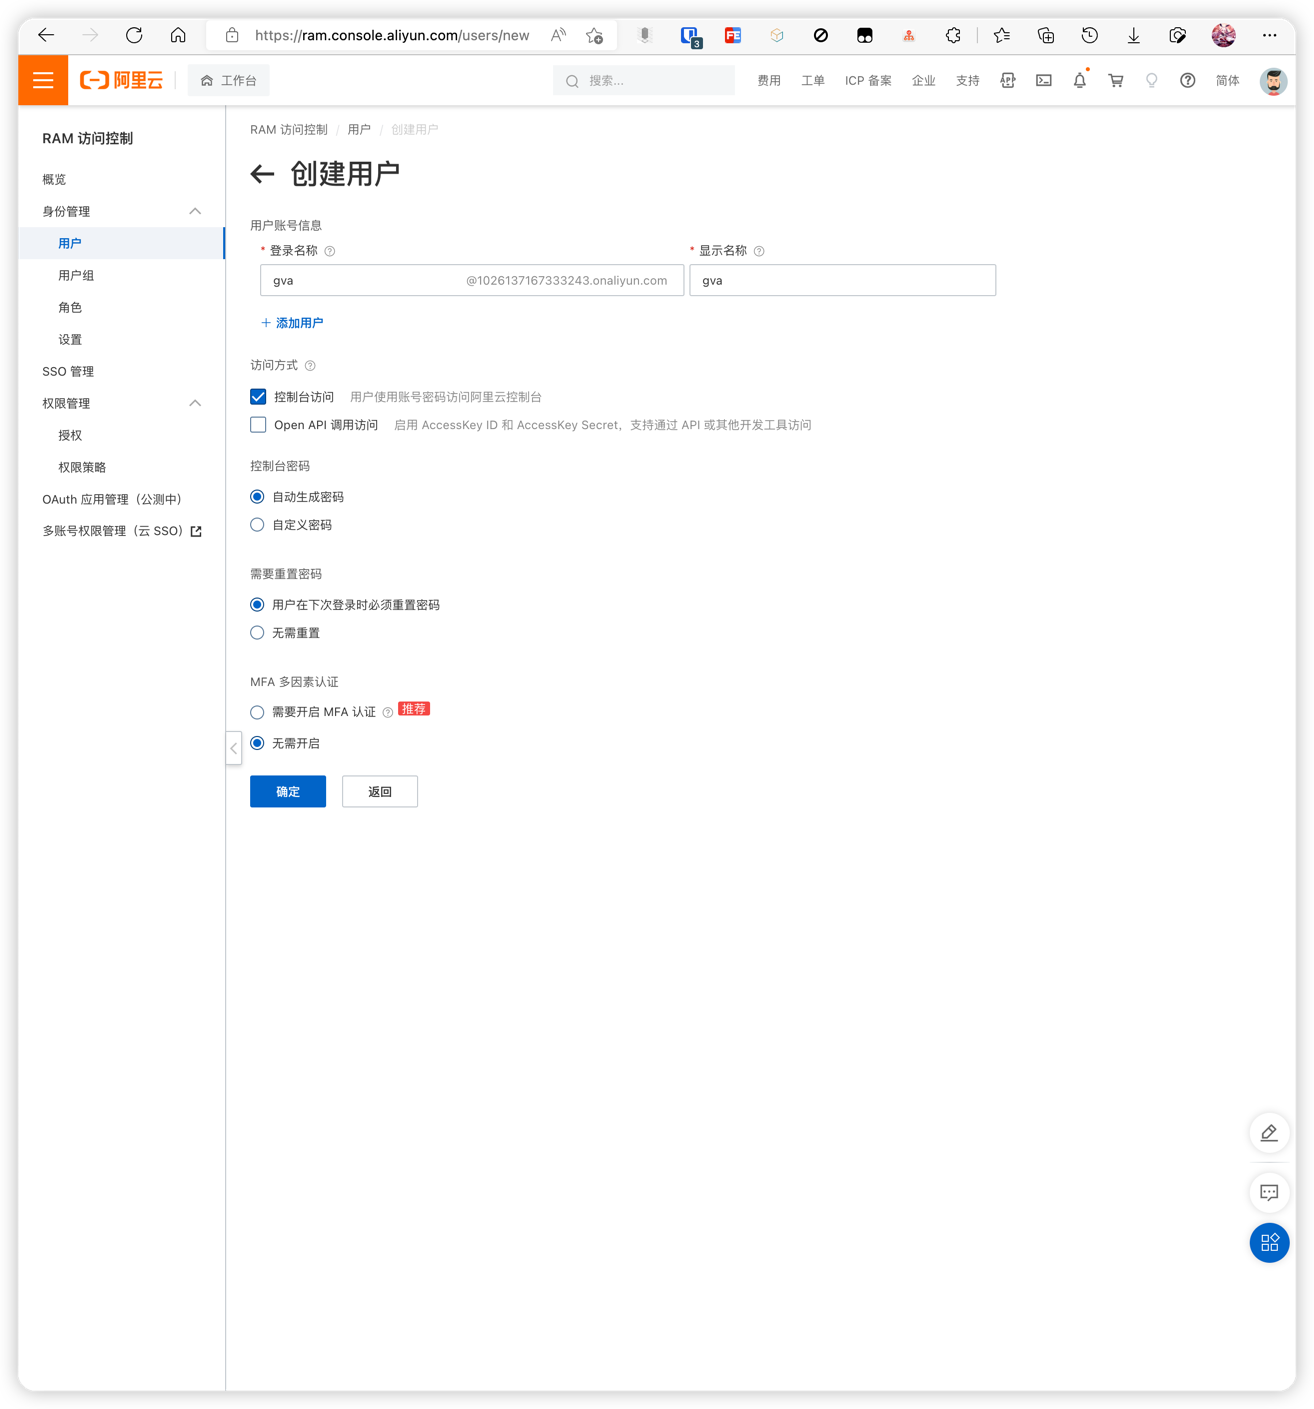 https://ram.console.aliyun.com/users/new
3
FE
阿里云
工作台
搜索...
费用
工单
ICP 备案
企业
支持
简体
RAM 访问控制
概览
身份管理
用户
用户组
角色
设置
SSO 管理
权限管理
授权
权限策略
OAuth 应用管理（公测中）
多账号权限管理（云 SSO）
RAM 访问控制 / 用户 / 创建用户
创建用户
用户账号信息
* 登录名称
* 显示名称
gva @1026137167333243.onaliyun.com
gva
+ 添加用户
访问方式
控制台访问 用户使用账号密码访问阿里云控制台
Open API 调用访问 启用 AccessKey ID 和 AccessKey Secret，支持通过 API 或其他开发工具访问
控制台密码
自动生成密码
自定义密码
需要重置密码
用户在下次登录时必须重置密码
无需重置
MFA 多因素认证
需要开启 MFA 认证 推荐
无需开启
确定
返回